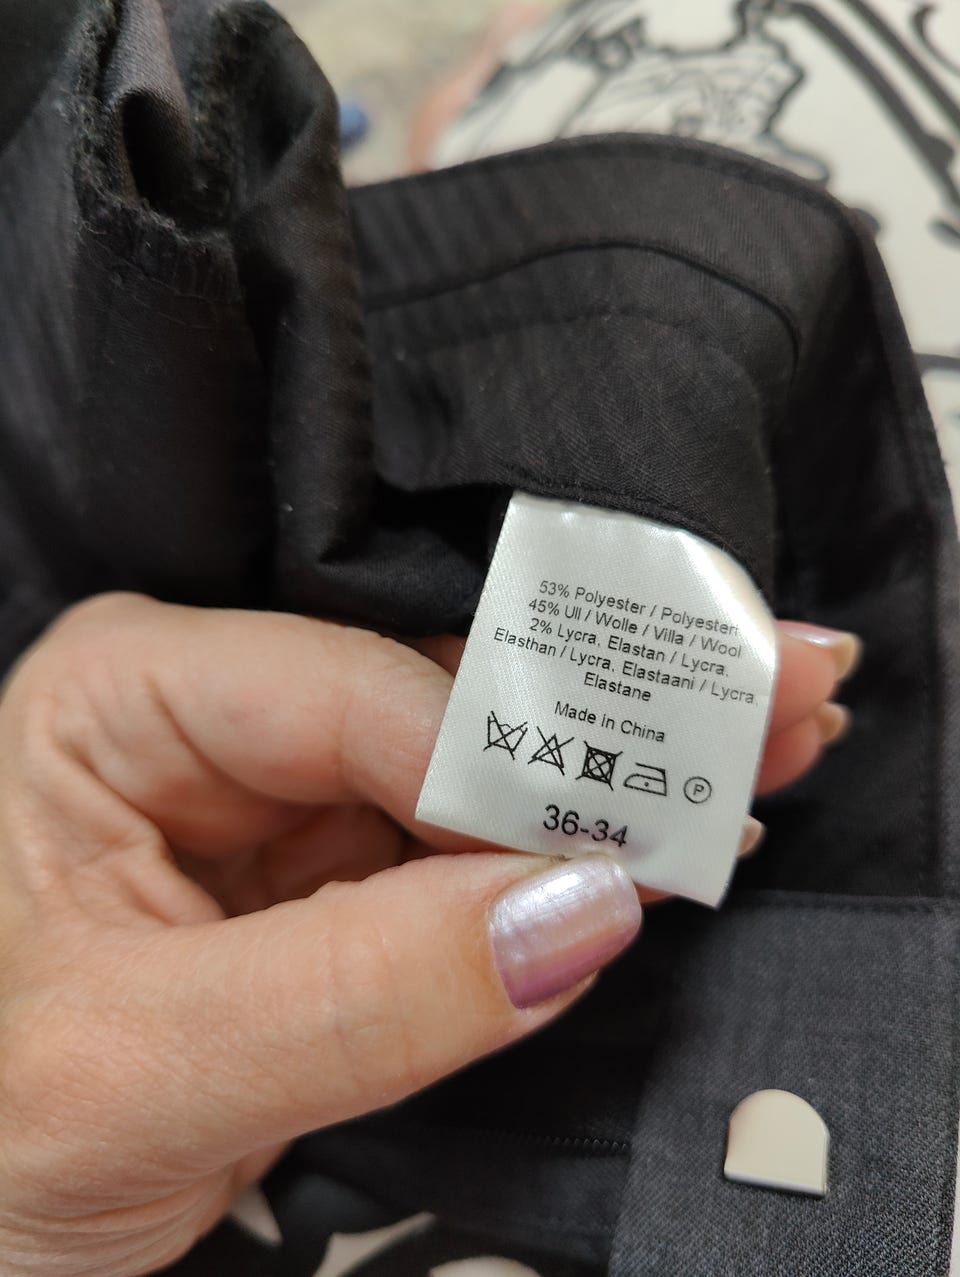 53% Polyester / Polyesteri
45% Ull / Wolle / Villa / Wool
2% Lycra, Elastan / Lycra,
Elasthan / Lycra, Elastaani / Lycra,
Elastane
Made in China
P
36-34